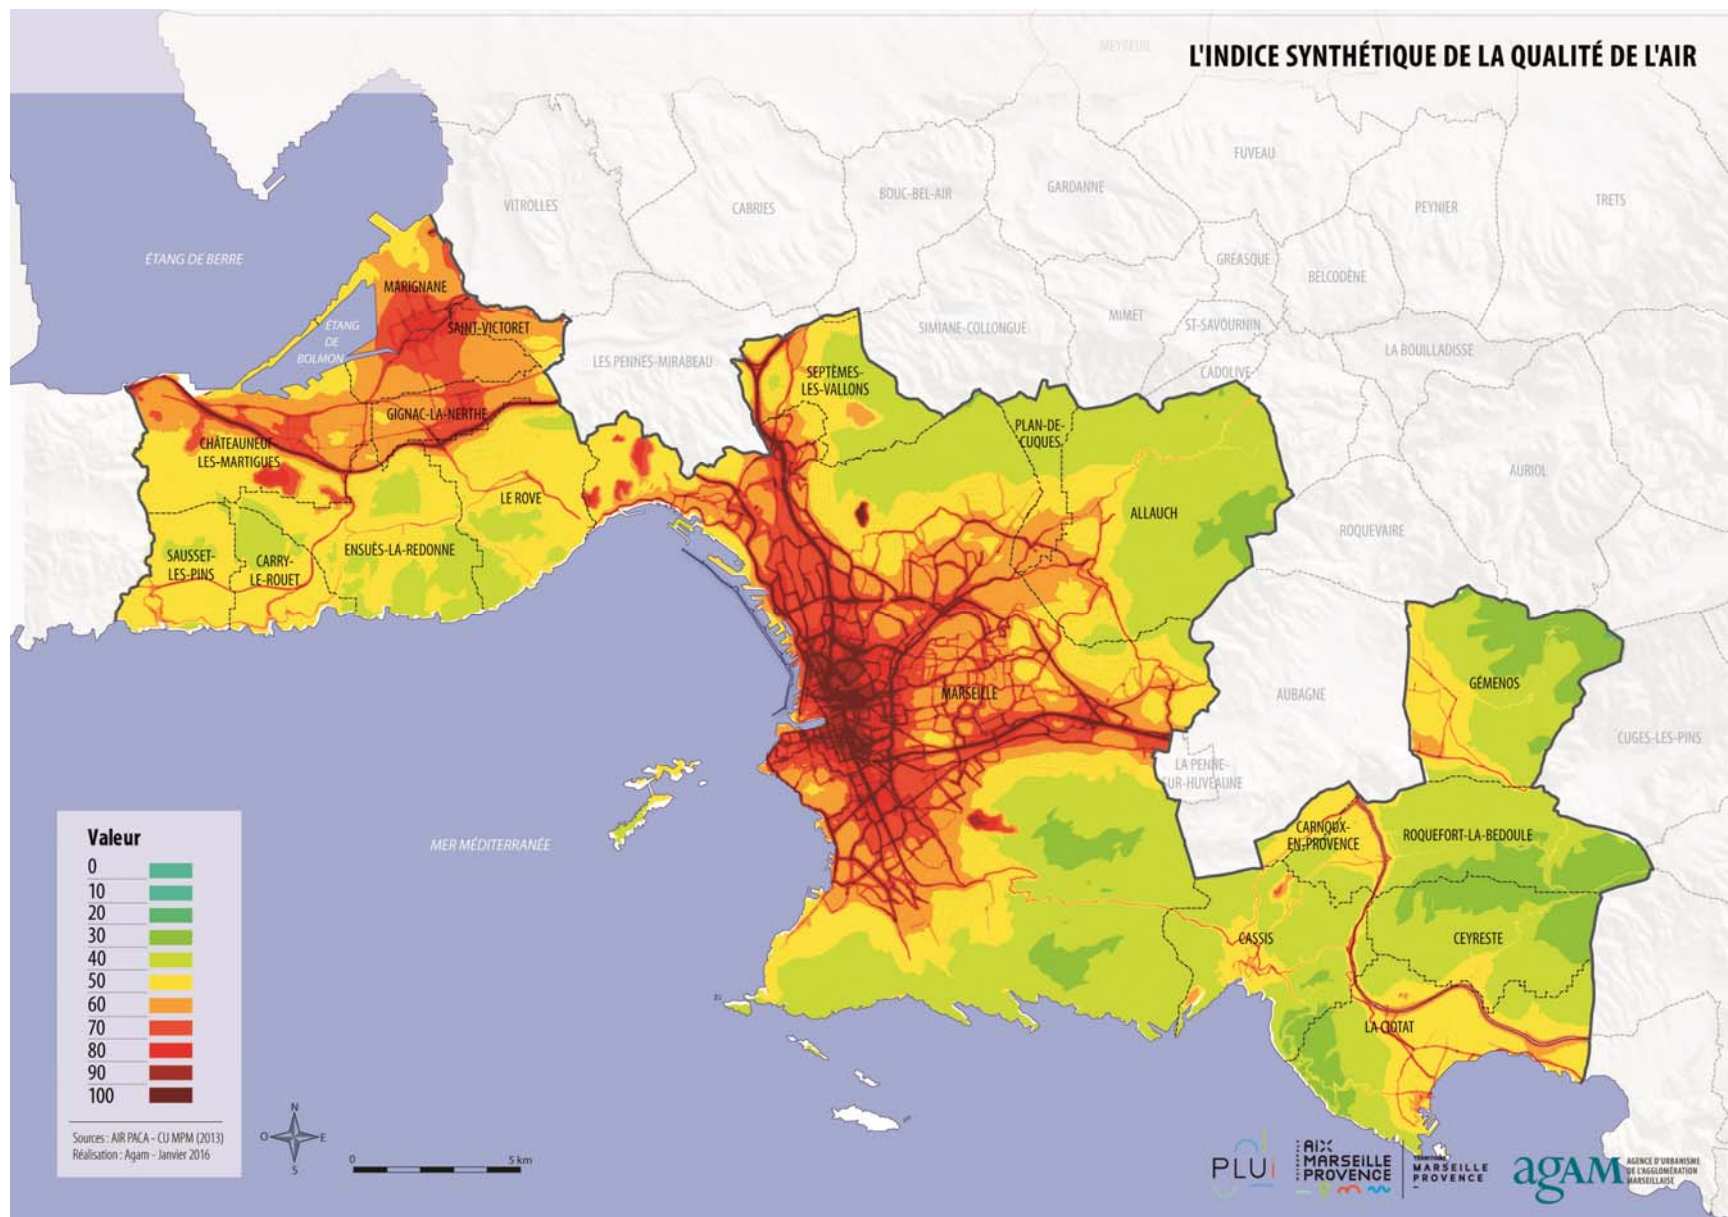 L'INDICE SYNTHÉTIQUE DE LA QUALITÉ DE L'AIR
MEYREUIL
FUVEAU
VITROLLES
CABRIES
BOUC-BEL-AIR
GARDANNE
PEYNIER
TRETS
ÉTANG DE BERRE
GRÉASQUE
BELCODÈNE
MARIGNANE
SAINT-VICTORET
ÉTANG
DE
BOLMON
LES PENNES-MIRABEAU
SIMIANE-COLLONGUE
MIMET
ST-SAVOURNIN
LA BOUILLADISSE
CADOLIVE
SEPTÈMES-
LES-VALLONS
GIGNAC-LA-NERTHE
PLAN-DE-
CUQUES
CHÂTEAUNEUF-
LES-MARTIGUES
AURIOL
LE ROVE
ALLAUCH
ROQUEVAIRE
SAUSSET-
LES-PINS
CARRY-
LE-ROUET
ENSUÈS-LA-REDONNE
MARSEILLE
AUBAGNE
GÉMENOS
CUGES-LES-PINS
LA PENNE-
SUR-HUVEAUNE
MER MÉDITERRANÉE
CARNOUX-
EN-PROVENCE
ROQUEFORT-LA-BEDOULE
CASSIS
CEYRESTE
LA CIOTAT
Valeur
0
10
20
30
40
50
60
70
80
90
100
Sources : AIR PACA - CU MPM (2013)
Réalisation : Agam - Janvier 2016
N
O
E
S
0
5 km
PLUi
AIX
MARSEILLE
PROVENCE
TERRITOIRE
MARSEILLE
PROVENCE
agAM
AGENCE D'URBANISME
DE L'AGGLOMÉRATION
MARSEILLAISE